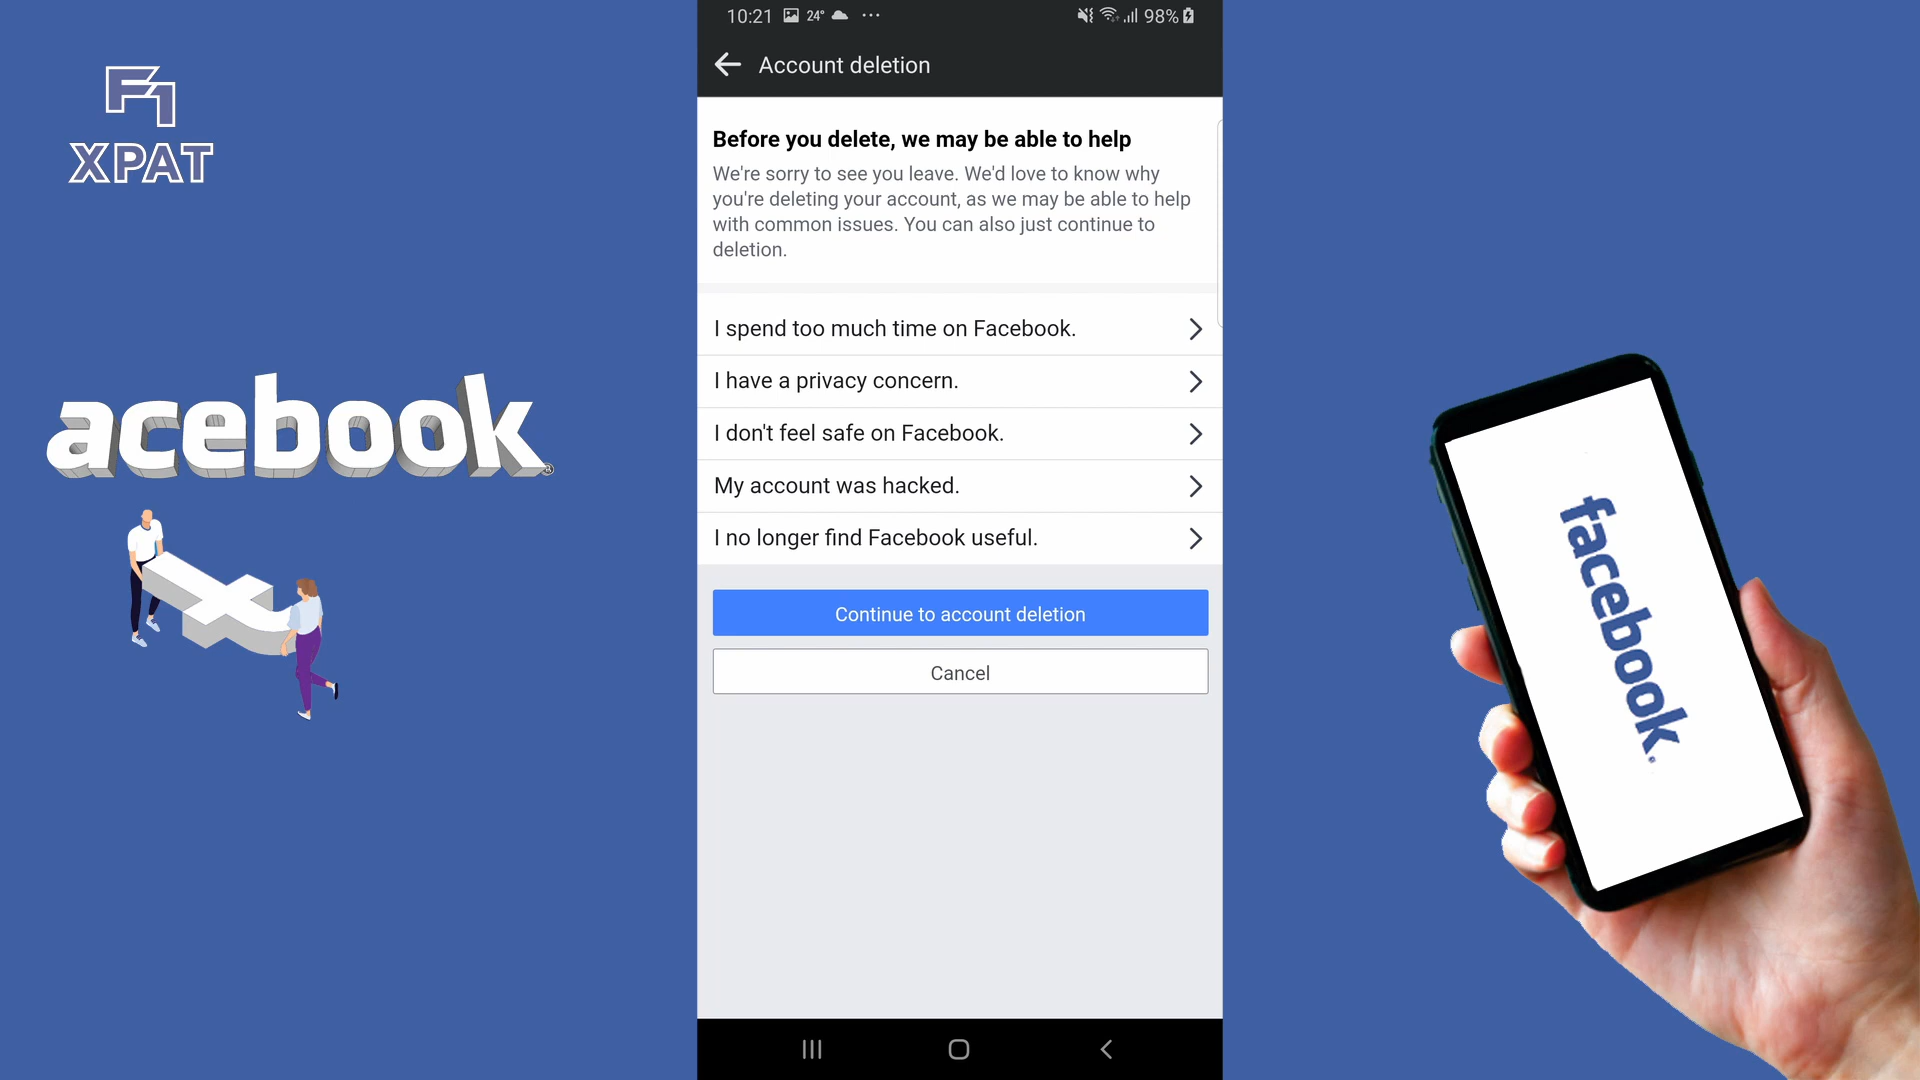 F1
XPAT
acebook®
10:21 24° ... 98%
Account deletion
Before you delete, we may be able to help
We're sorry to see you leave. We'd love to know why
you're deleting your account, as we may be able to help
with common issues. You can also just continue to
deletion.
I spend too much time on Facebook.
I have a privacy concern.
I don't feel safe on Facebook.
My account was hacked.
I no longer find Facebook useful.
Continue to account deletion
Cancel
facebook